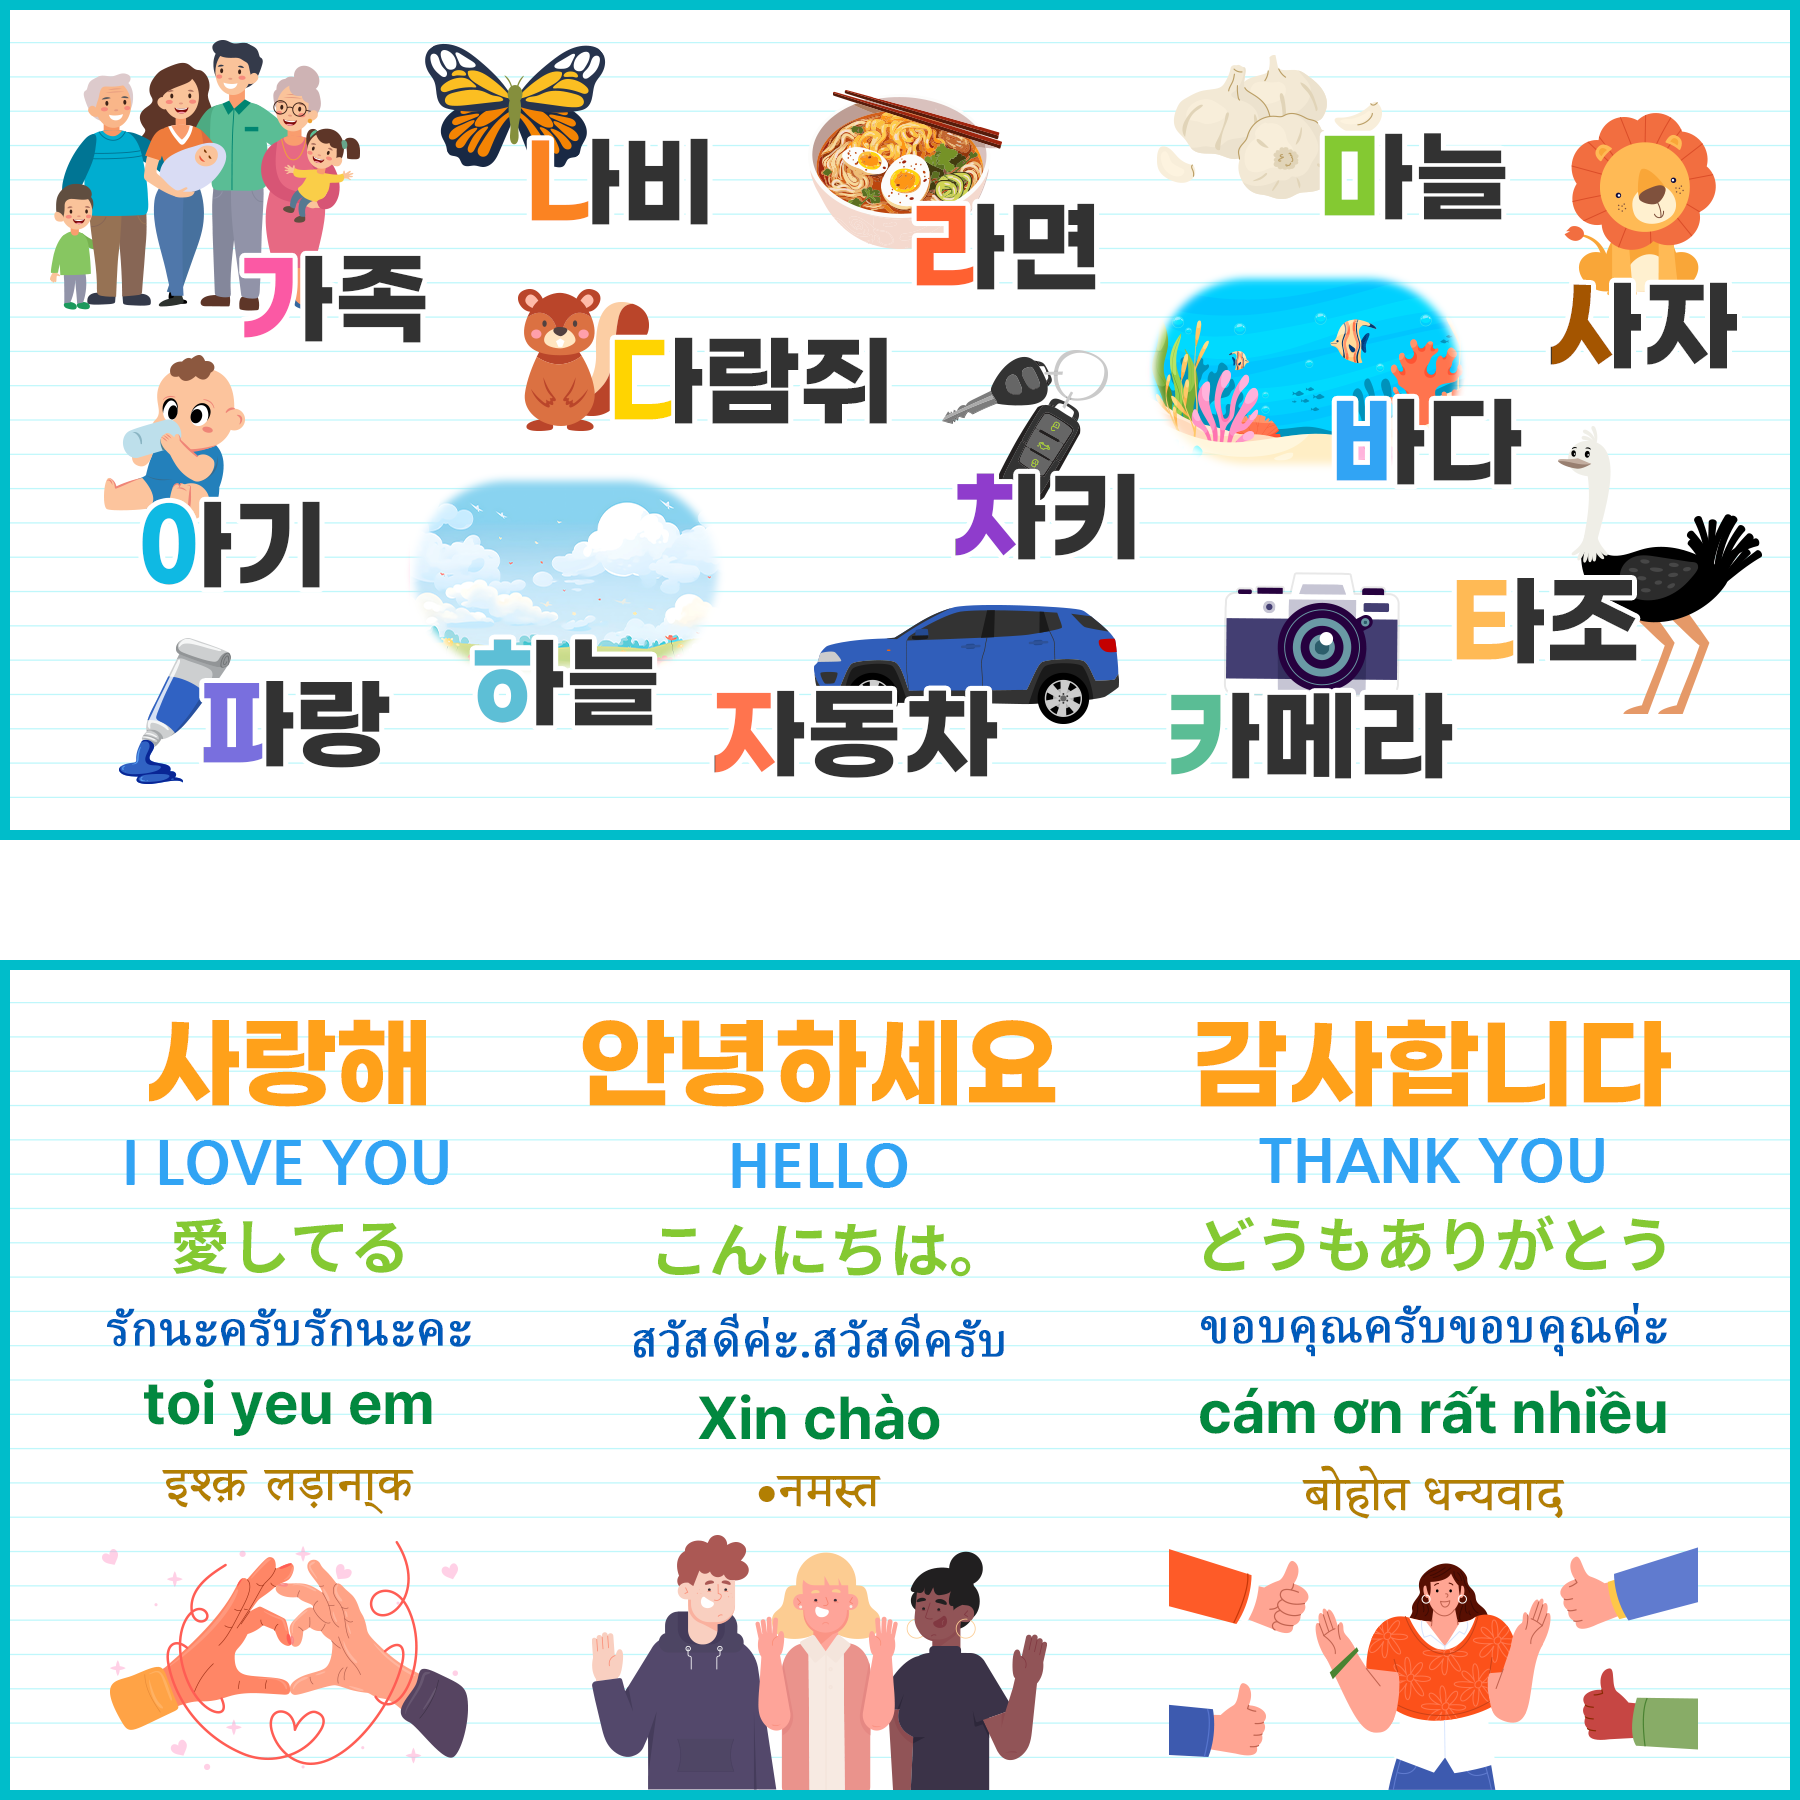 가족
나비
다람쥐
라면
마늘
바다
사자
아기
자동차
차키
카메라
타조
파랑
하늘
사랑해
I LOVE YOU
愛してる
รักนะครับรักนะคะ
toi yeu em
इश्क़ लड़ाना्क
안녕하세요
HELLO
こんにちは。
สวัสดีค่ะ.สวัสดีครับ
Xin chào
•नमस्त
감사합니다
THANK YOU
どうもありがとう
ขอบคุณครับขอบคุณค่ะ
cám ơn rất nhiều
बोहोत धन्यवाद